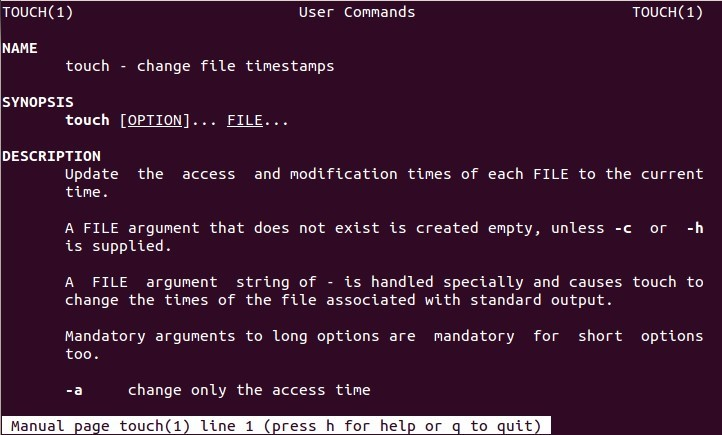 TOUCH(1) User Commands TOUCH(1)
NAME
touch - change file timestamps
SYNOPSIS
touch [OPTION]... FILE...
DESCRIPTION
Update the access and modification times of each FILE to the current
time.
A FILE argument that does not exist is created empty, unless -c or -h
is supplied.
A FILE argument string of - is handled specially and causes touch to
change the times of the file associated with standard output.
Mandatory arguments to long options are mandatory for short options
too.
-a change only the access time
Manual page touch(1) line 1 (press h for help or q to quit)